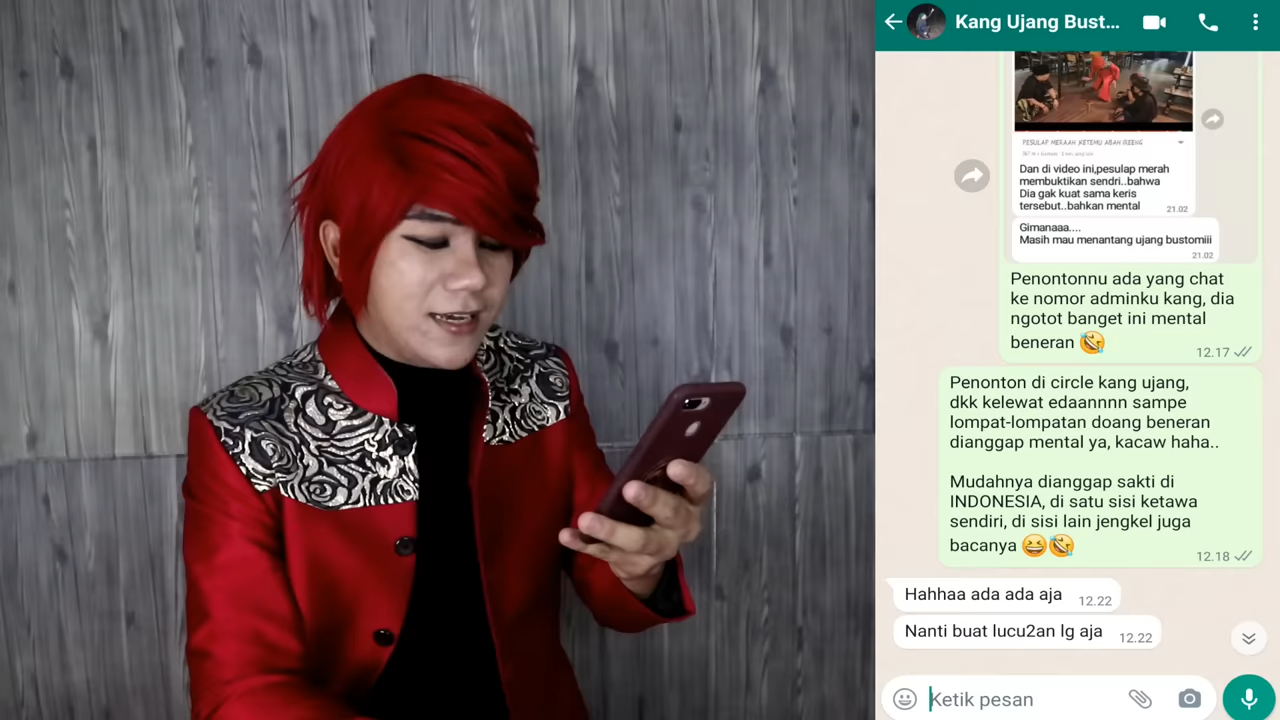 Kang Ujang Bust...
PESULAP MERAAH KETEMU ABAH IREENG
Dan di video ini,pesulap merah
membuktikan sendri..bahwa
Dia gak kuat sama keris
tersebut..bahkan mental
21.02
Gimanaaa....
Masih mau menantang ujang bustomiii
21.02
Penontonnu ada yang chat
ke nomor adminku kang, dia
ngotot banget ini mental
beneran 🤣
12.17
Penonton di circle kang ujang,
dkk kelewat edaannnn sampe
lompat-lompatan doang beneran
dianggap mental ya, kacaw haha..
Mudahnya dianggap sakti di
INDONESIA, di satu sisi ketawa
sendiri, di sisi lain jengkel juga
bacanya 😆🤣
12.18
Hahhaa ada ada aja 12.22
Nanti buat lucu2an lg aja 12.22
Ketik pesan